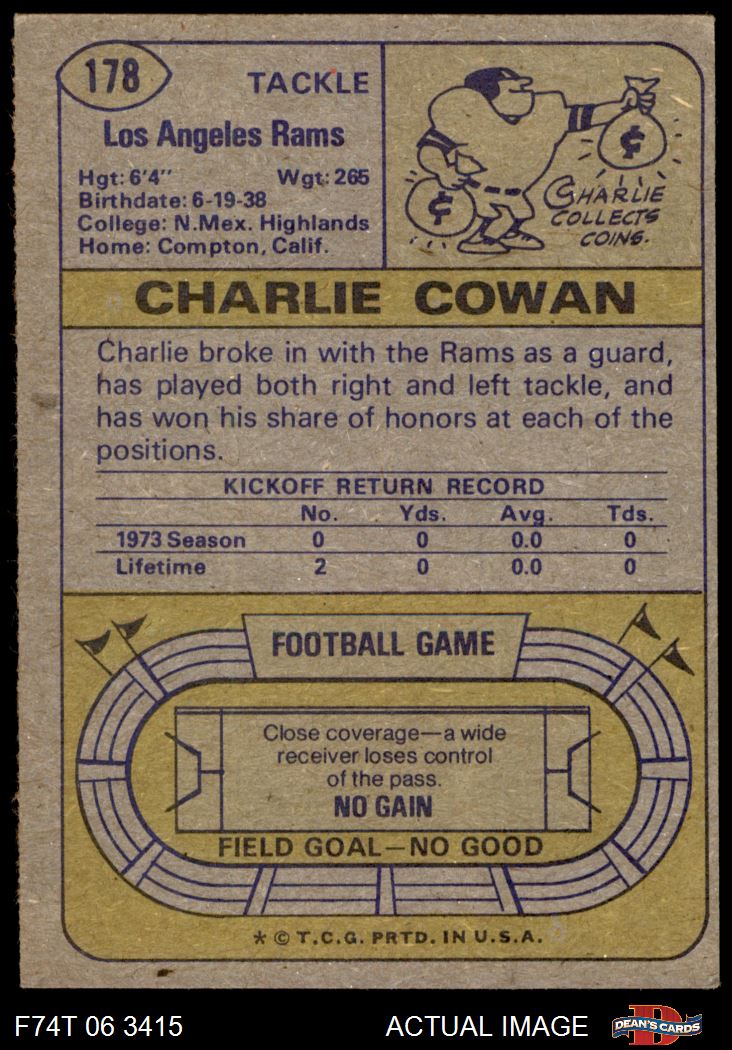 178
TACKLE
Los Angeles Rams
Hgt: 6'4" Wgt: 265
Birthdate: 6-19-38
College: N.Mex. Highlands
Home: Compton, Calif.
¢
¢
CHARLIE
COLLECTS
COINS.
CHARLIE COWAN
Charlie broke in with the Rams as a guard,
has played both right and left tackle, and
has won his share of honors at each of the
positions.
KICKOFF RETURN RECORD
No. Yds. Avg. Tds.
1973 Season 0 0 0.0 0
Lifetime 2 0 0.0 0
FOOTBALL GAME
Close coverage—a wide
receiver loses control
of the pass.
NO GAIN
FIELD GOAL—NO GOOD
* © T.C.G. PRTD. IN U.S.A.
F74T 06 3415 ACTUAL IMAGE
D
DEAN'S CARDS